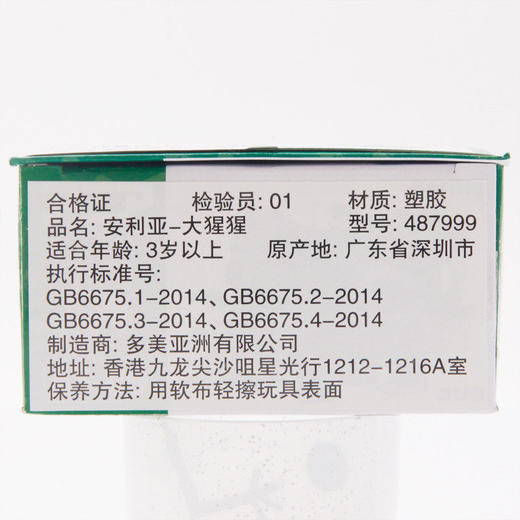 合格证 检验员: 01 材质: 塑胶
品名: 安利亚-大猩猩 型号: 487999
适合年龄: 3岁以上 原产地: 广东省深圳市
执行标准号:
GB6675.1-2014、GB6675.2-2014
GB6675.3-2014、GB6675.4-2014
制造商: 多美亚洲有限公司
地址: 香港九龙尖沙咀星光行1212-1216A室
保养方法: 用软布轻擦玩具表面